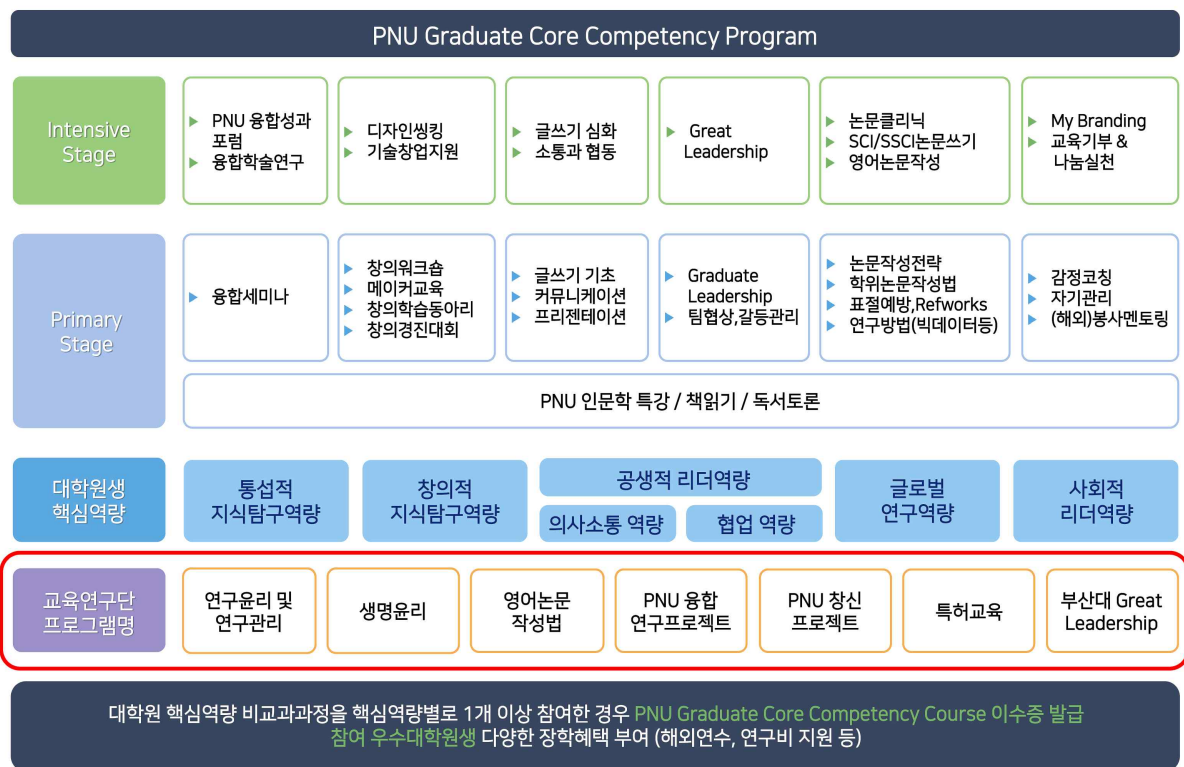 PNU Graduate Core Competency Program
Intensive
Stage
▶ PNU 융합성과
포럼
▶ 융합학술연구
▶ 디자인씽킹
▶ 기술창업지원
▶ 글쓰기 심화
▶ 소통과 협동
▶ Great
Leadership
▶ 논문클리닉
▶ SCI/SSCI논문쓰기
▶ 영어논문작성
▶ My Branding
▶ 교육기부 &
나눔실천
Primary
Stage
▶ 융합세미나
▶ 창의워크숍
▶ 메이커교육
▶ 창의학습동아리
▶ 창의경진대회
▶ 글쓰기 기초
▶ 커뮤니케이션
▶ 프리젠테이션
▶ Graduate
Leadership
▶ 팀협상,갈등관리
▶ 논문작성전략
▶ 학위논문작성법
▶ 표절예방,Refworks
▶ 연구방법(빅데이터등)
▶ 감정코칭
▶ 자기관리
▶ (해외)봉사멘토링
PNU 인문학 특강 / 책읽기 / 독서토론
대학원생
핵심역량
통섭적
지식탐구역량
창의적
지식탐구역량
공생적 리더역량
의사소통 역량
협업 역량
글로벌
연구역량
사회적
리더역량
교육연구단
프로그램명
연구윤리 및
연구관리
생명윤리
영어논문
작성법
PNU 융합
연구프로젝트
PNU 창신
프로젝트
특허교육
부산대 Great
Leadership
대학원 핵심역량 비교과과정을 핵심역량별로 1개 이상 참여한 경우 PNU Graduate Core Competency Course 이수증 발급
참여 우수대학원생 다양한 장학혜택 부여 (해외연수, 연구비 지원 등)